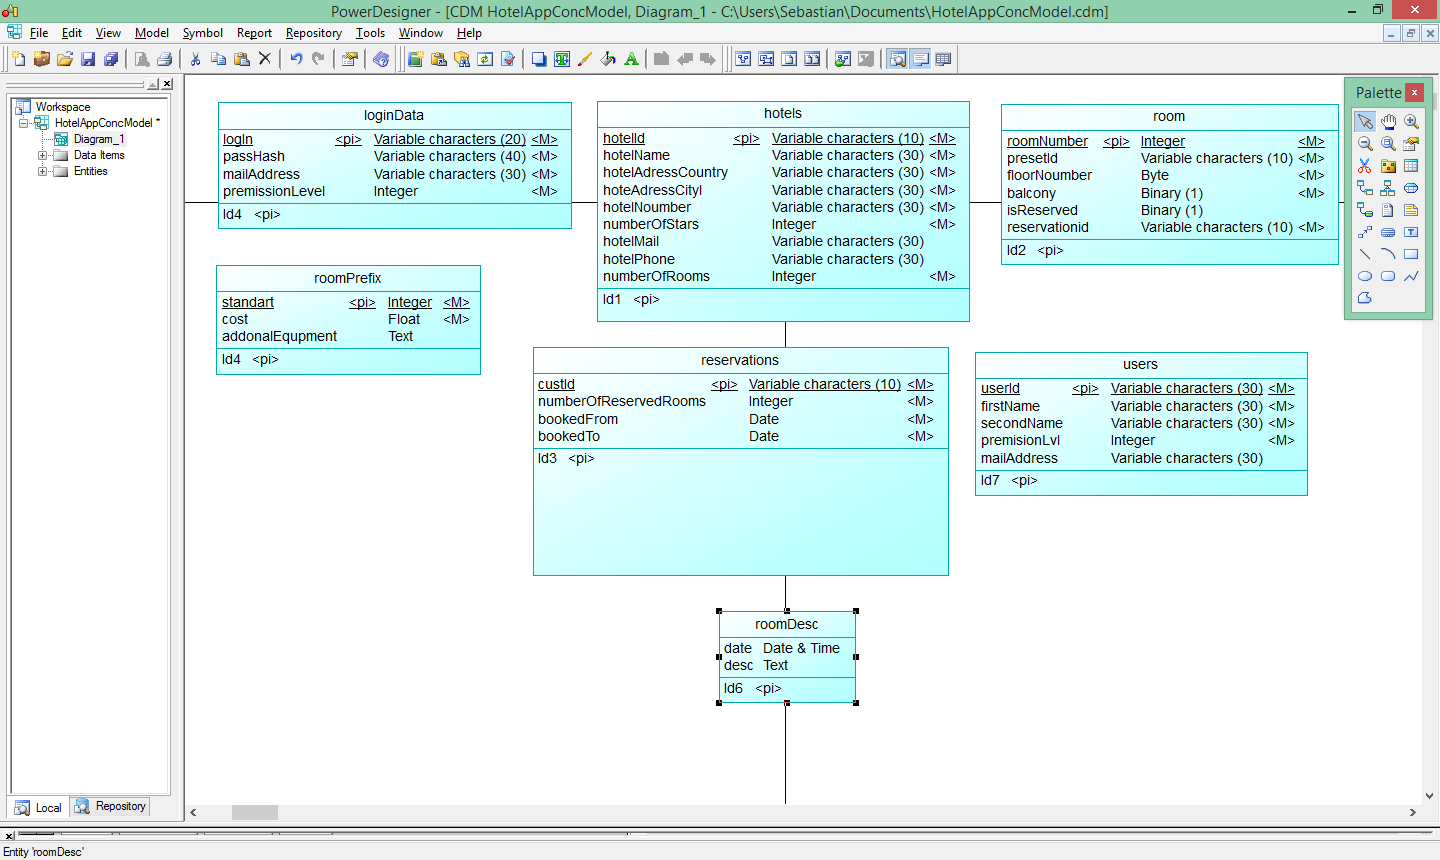 PowerDesigner - [CDM HotelAppConcModel, Diagram_1 - C:\Users\Sebastian\Documents\HotelAppConcModel.cdm]
File Edit View Model Symbol Report Repository Tools Window Help
Workspace
HotelAppConcModel *
Diagram_1
Data Items
Entities
Local Repository
loginData
logIn <pi> Variable characters (20) <M>
passHash Variable characters (40) <M>
mailAddress Variable characters (30) <M>
premissionLevel Integer <M>
Id4 <pi>
hotels
hotelId <pi> Variable characters (10) <M>
hotelName Variable characters (30) <M>
hotelAdressCountry Variable characters (30) <M>
hoteAdressCityl Variable characters (30) <M>
hotelNoumber Variable characters (30) <M>
numberOfStars Integer <M>
hotelMail Variable characters (30)
hotelPhone Variable characters (30)
numberOfRooms Integer <M>
Id1 <pi>
room
roomNumber <pi> Integer <M>
presetId Variable characters (10) <M>
floorNoumber Byte <M>
balcony Binary (1) <M>
isReserved Binary (1)
reservationid Variable characters (10) <M>
Id2 <pi>
Palette
roomPrefix
standart <pi> Integer <M>
cost Float <M>
addonalEqupment Text
Id4 <pi>
reservations
custId <pi> Variable characters (10) <M>
numberOfReservedRooms Integer <M>
bookedFrom Date <M>
bookedTo Date <M>
Id3 <pi>
users
userId <pi> Variable characters (30) <M>
firstName Variable characters (30) <M>
secondName Variable characters (30) <M>
premisionLvl Integer <M>
mailAddress Variable characters (30)
Id7 <pi>
roomDesc
date Date & Time
desc Text
Id6 <pi>
Entity 'roomDesc'